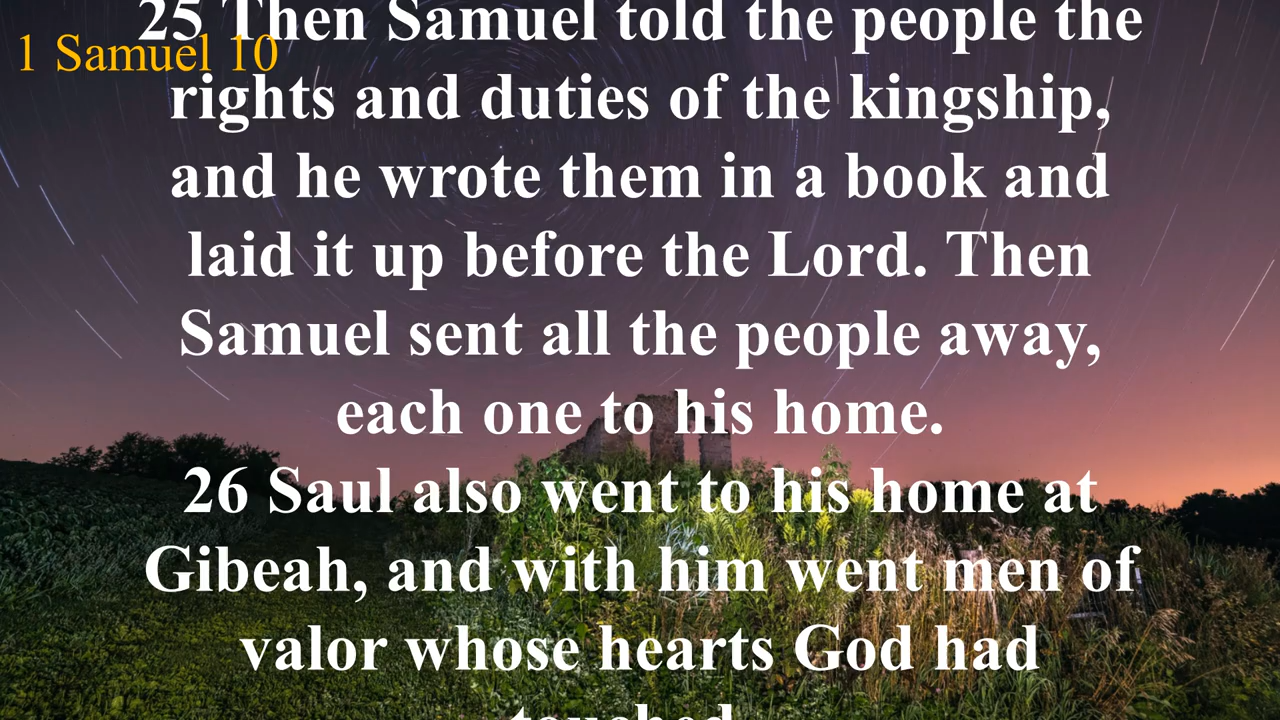 1 Samuel 10
25 Then Samuel told the people the
rights and duties of the kingship,
and he wrote them in a book and
laid it up before the Lord. Then
Samuel sent all the people away,
each one to his home.
26 Saul also went to his home at
Gibeah, and with him went men of
valor whose hearts God had
touched.